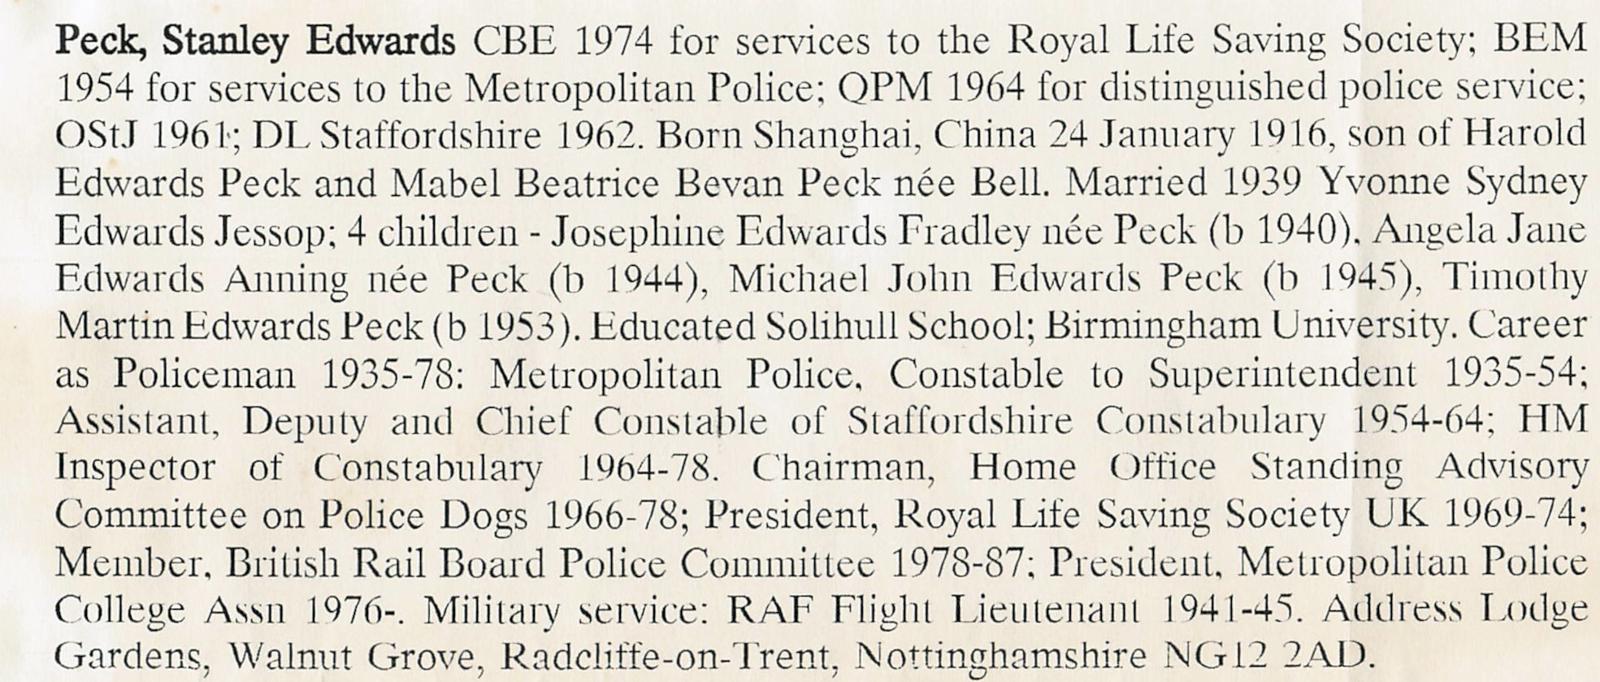 Peck, Stanley Edwards CBE 1974 for services to the Royal Life Saving Society; BEM
1954 for services to the Metropolitan Police; QPM 1964 for distinguished police service;
OStJ 1961; DL Staffordshire 1962. Born Shanghai, China 24 January 1916, son of Harold
Edwards Peck and Mabel Beatrice Bevan Peck née Bell. Married 1939 Yvonne Sydney
Edwards Jessop; 4 children - Josephine Edwards Fradley née Peck (b 1940), Angela Jane
Edwards Anning née Peck (b 1944), Michael John Edwards Peck (b 1945), Timothy
Martin Edwards Peck (b 1953). Educated Solihull School; Birmingham University. Career
as Policeman 1935-78: Metropolitan Police, Constable to Superintendent 1935-54;
Assistant, Deputy and Chief Constable of Staffordshire Constabulary 1954-64; HM
Inspector of Constabulary 1964-78. Chairman, Home Office Standing Advisory
Committee on Police Dogs 1966-78; President, Royal Life Saving Society UK 1969-74;
Member, British Rail Board Police Committee 1978-87; President, Metropolitan Police
College Assn 1976-. Military service: RAF Flight Lieutenant 1941-45. Address Lodge
Gardens, Walnut Grove, Radcliffe-on-Trent, Nottinghamshire NG12 2AD.